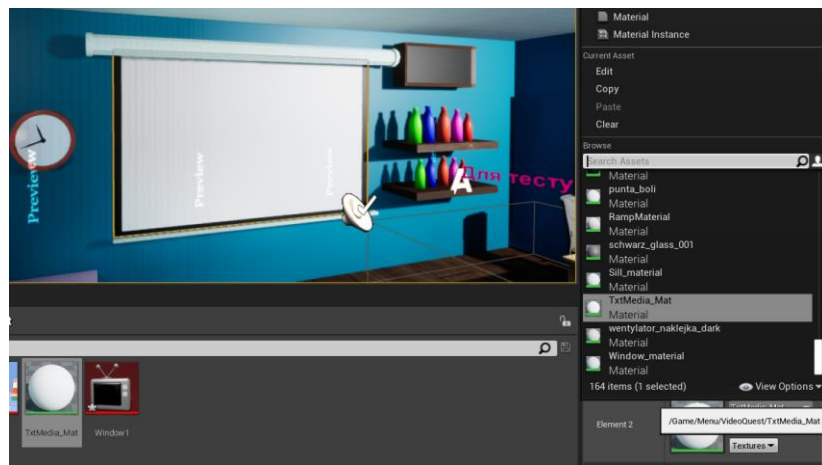 Material
Material Instance
Current Asset
Edit
Copy
Paste
Clear
Browse
Search Assets
Material
punta_boli
Material
RampMaterial
Material
schwarz_glass_001
Material
Sill_material
Material
TxtMedia_Mat
Material
wentylator_naklejka_dark
Material
Window_material
Material
164 items (1 selected)
View Options
Element 2
TxtMedia_Mat
/Game/Menu/VideoQuest/TxtMedia_Mat
Textures
Preview
Preview
Preview
A
Для тесту
TxtMedia_Mat
Window1